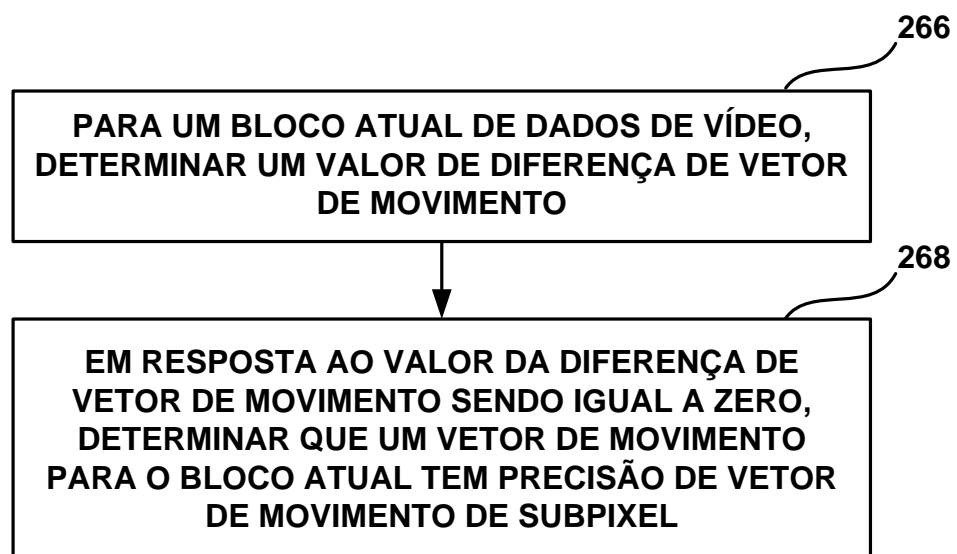 266
PARA UM BLOCO ATUAL DE DADOS DE VÍDEO,
DETERMINAR UM VALOR DE DIFERENÇA DE VETOR
DE MOVIMENTO
268
EM RESPOSTA AO VALOR DA DIFERENÇA DE
VETOR DE MOVIMENTO SENDO IGUAL A ZERO,
DETERMINAR QUE UM VETOR DE MOVIMENTO
PARA O BLOCO ATUAL TEM PRECISÃO DE VETOR
DE MOVIMENTO DE SUBPIXEL